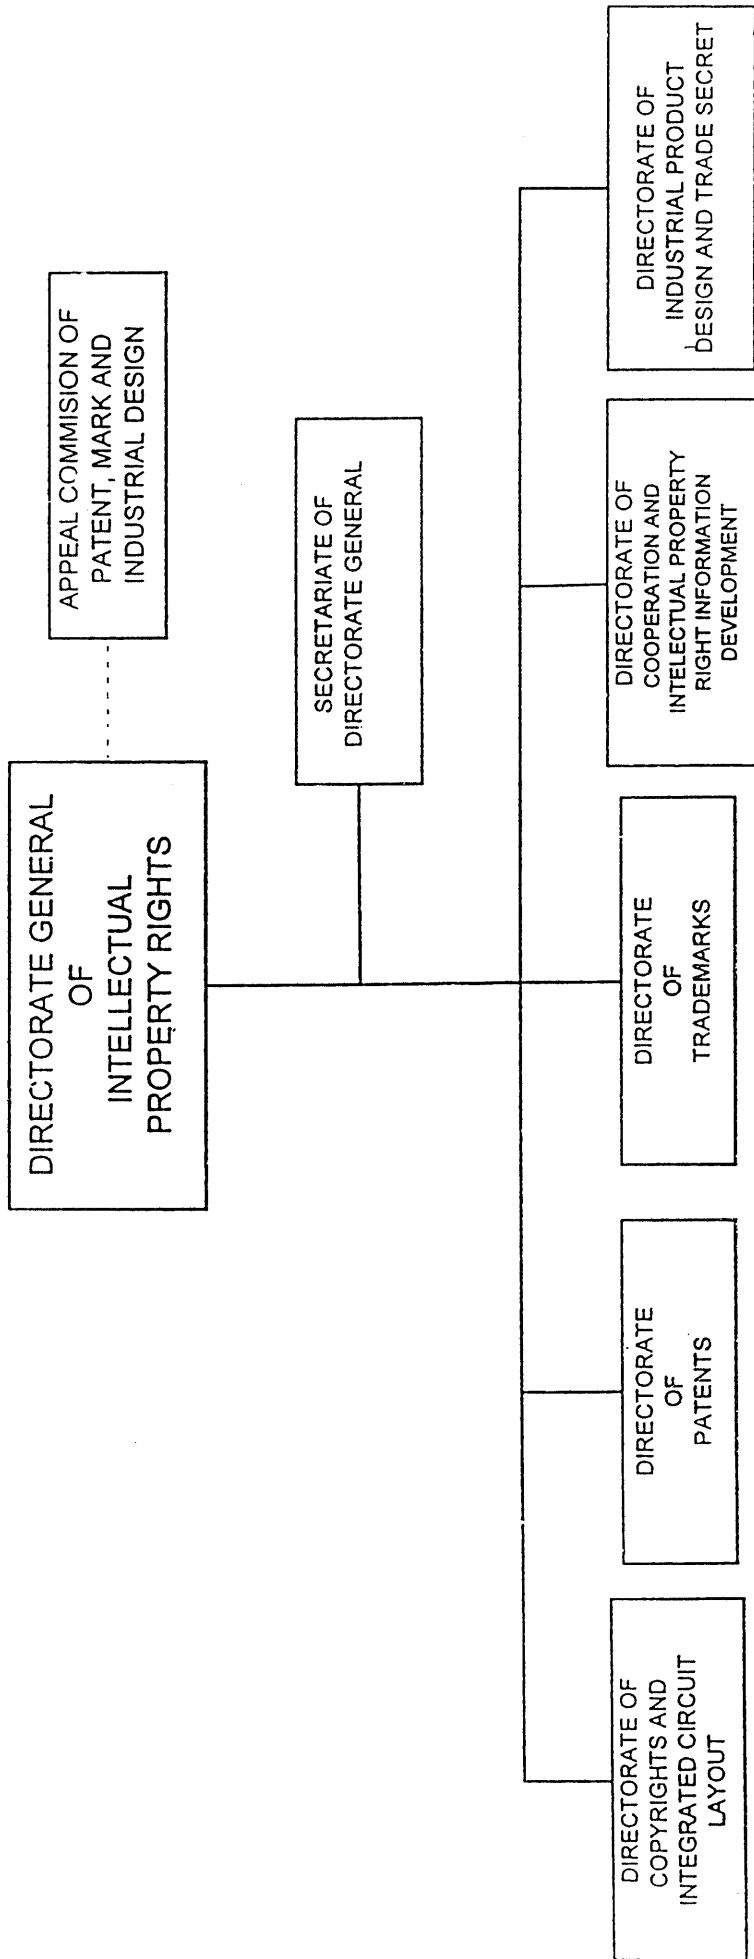 DIRECTORATE GENERAL
OF
INTELLECTUAL
PROPERTY RIGHTS
APPEAL COMMISION OF
PATENT, MARK AND
INDUSTRIAL DESIGN
SECRETARIATE OF
DIRECTORATE GENERAL
DIRECTORATE OF
COPYRIGHTS AND
INTEGRATED CIRCUIT
LAYOUT
DIRECTORATE
OF
PATENTS
DIRECTORATE
OF
TRADEMARKS
DIRECTORATE OF
COOPERATION AND
INTELECTUAL PROPERTY
RIGHT INFORMATION
DEVELOPMENT
DIRECTORATE OF
INDUSTRIAL PRODUCT
DESIGN AND TRADE SECRET